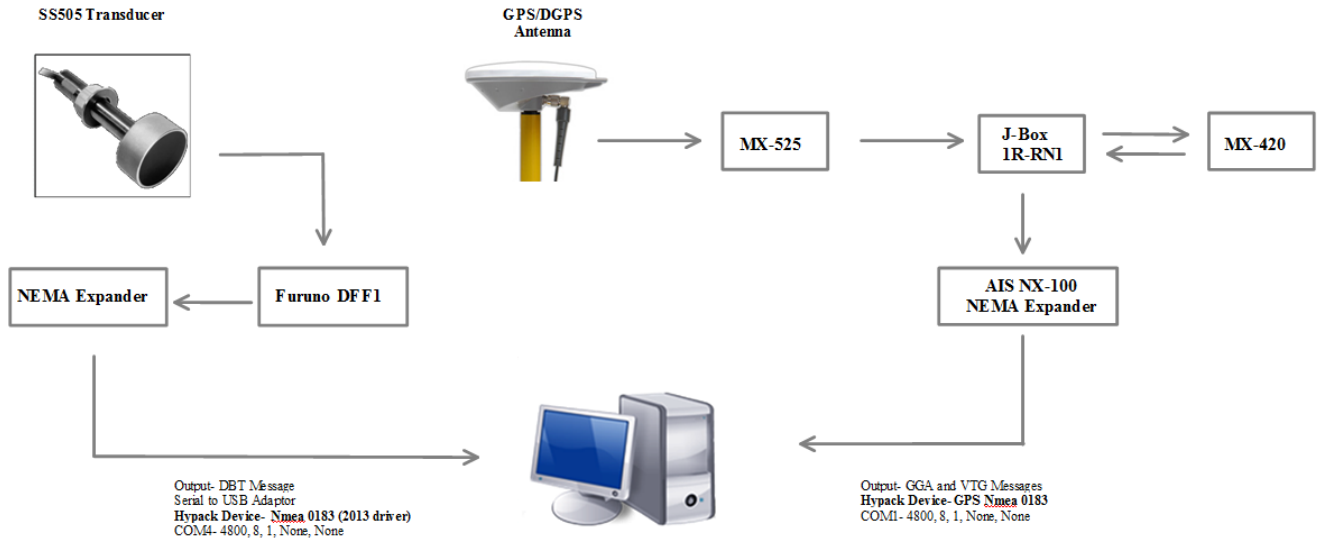 SS505 Transducer
GPS/DGPS
Antenna
MX-525
J-Box
1R-RN1
MX-420
NEMA Expander
Furuno DFF1
AIS NX-100
NEMA Expander
Output- DBT Message
Serial to USB Adaptor
Hypack Device- Nmea 0183 (2013 driver)
COM4- 4800, 8, 1, None, None
Output- GGA and VTG Messages
Hypack Device- GPS Nmea 0183
COM1- 4800, 8, 1, None, None